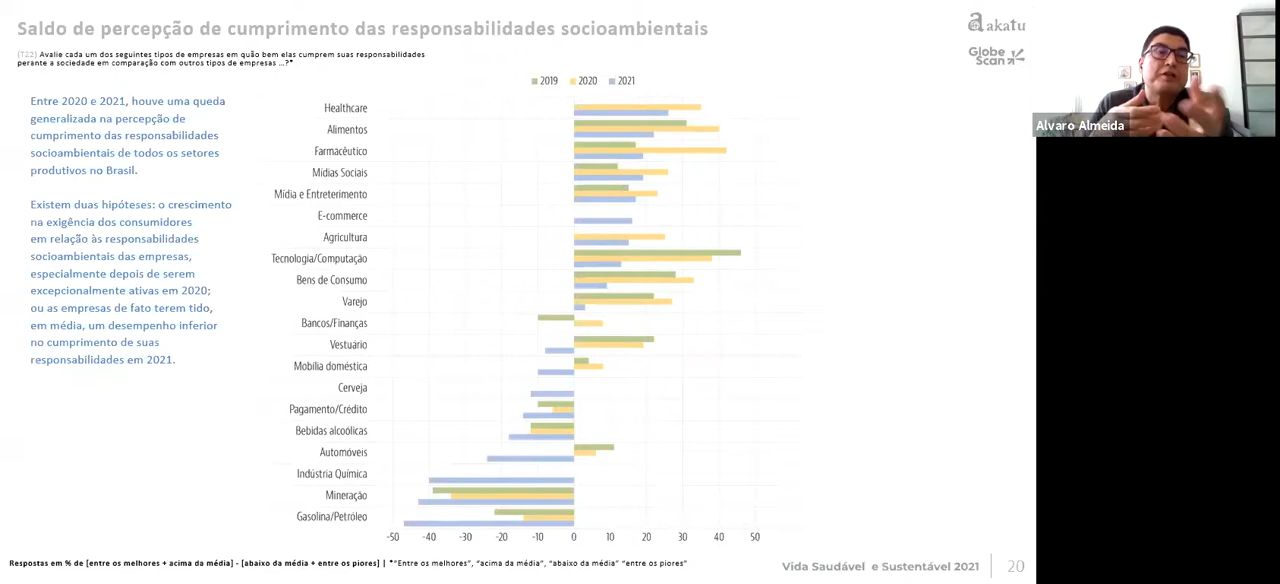 Saldo de percepção de cumprimento das responsabilidades socioambientais
(T22) Avalie cada um dos seguintes tipos de empresas em quão bem elas cumprem suas responsabilidades
perante a sociedade em comparação com outros tipos de empresas ...?*
akatu
Globe
Scan
Alvaro Almeida
Entre 2020 e 2021, houve uma queda
generalizada na percepção de
cumprimento das responsabilidades
socioambientais de todos os setores
produtivos no Brasil.
Existem duas hipóteses: o crescimento
na exigência dos consumidores
em relação às responsabilidades
socioambientais das empresas,
especialmente depois de serem
excepcionalmente ativas em 2020;
ou as empresas de fato terem tido,
em média, um desempenho inferior
no cumprimento de suas
responsabilidades em 2021.
2019 2020 2021
Healthcare
Alimentos
Farmacêutico
Mídias Sociais
Mídia e Entreterimento
E-commerce
Agricultura
Tecnologia/Computação
Bens de Consumo
Varejo
Bancos/Finanças
Vestuário
Mobília doméstica
Cerveja
Pagamento/Crédito
Bebidas alcoólicas
Automóveis
Indústria Química
Mineração
Gasolina/Petróleo
-50 -40 -30 -20 -10 0 10 20 30 40 50
Respostas em % de [entre os melhores + acima da média] - [abaixo da média + entre os piores] | *"Entre os melhores", "acima da média", "abaixo da média" "entre os piores"
Vida Saudável e Sustentável 2021 20